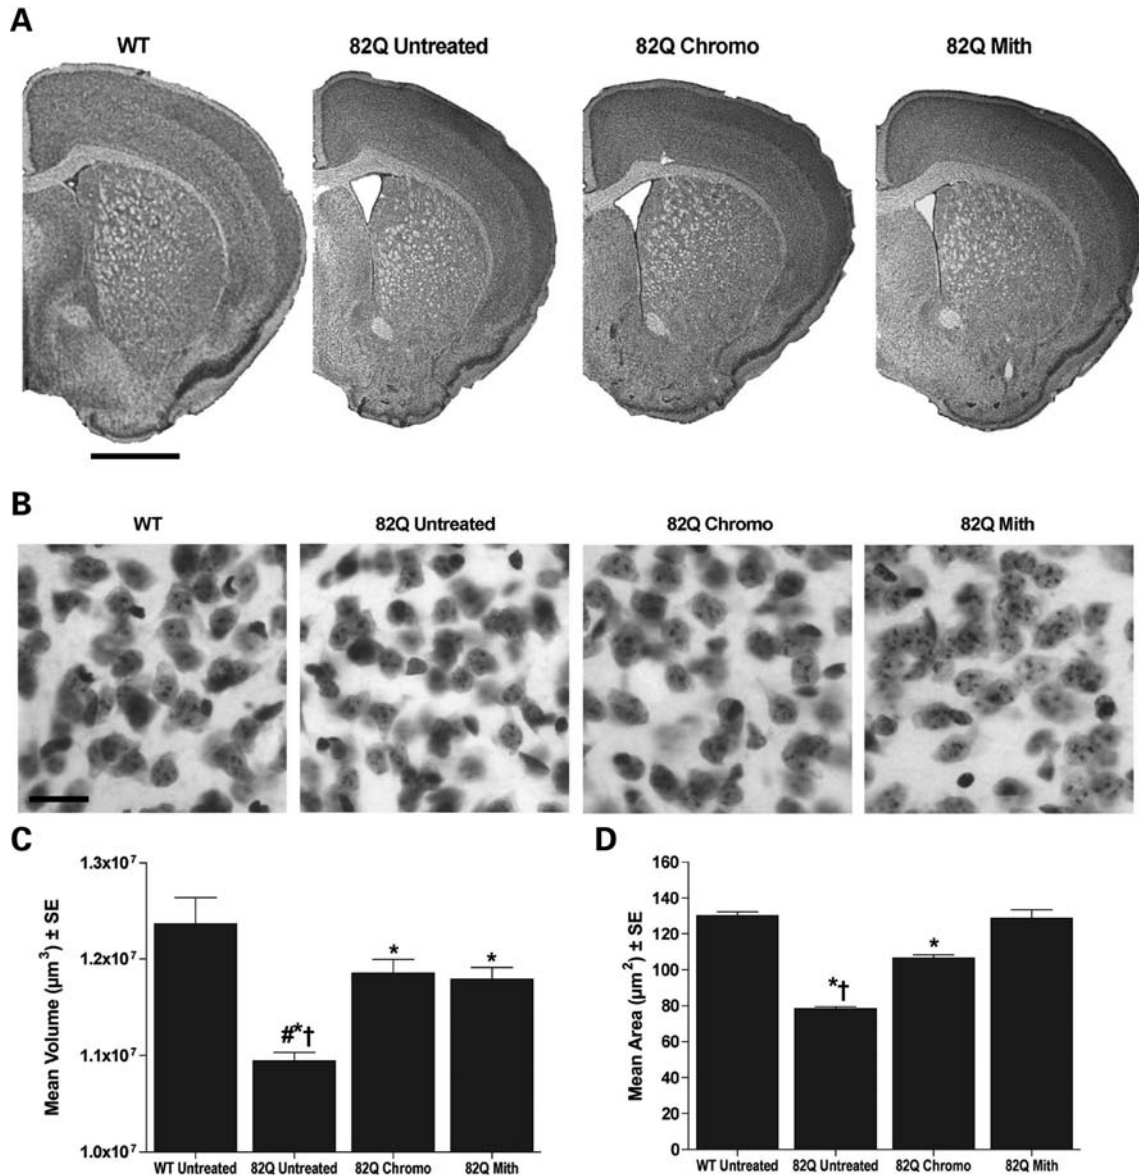 A
WT 82Q Untreated 82Q Chromo 82Q Mith
B
WT 82Q Untreated 82Q Chromo 82Q Mith
C
Mean Volume (µm³) ± SE
1.3x10⁷
1.2x10⁷
1.1x10⁷
1.0x10⁷
#*†
*
*
WT Untreated 82Q Untreated 82Q Chromo 82Q Mith
D
Mean Area (µm²) ± SE
160
140
120
100
80
60
40
20
0
*†
*
WT Untreated 82Q Untreated 82Q Chromo 82Q Mith